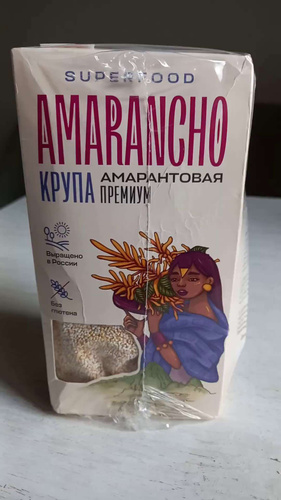 SUPERFOOD
AMARANCHO
КРУПА АМАРАНТОВАЯ
ПРЕМИУМ
Выращено
в России
Без
глютена